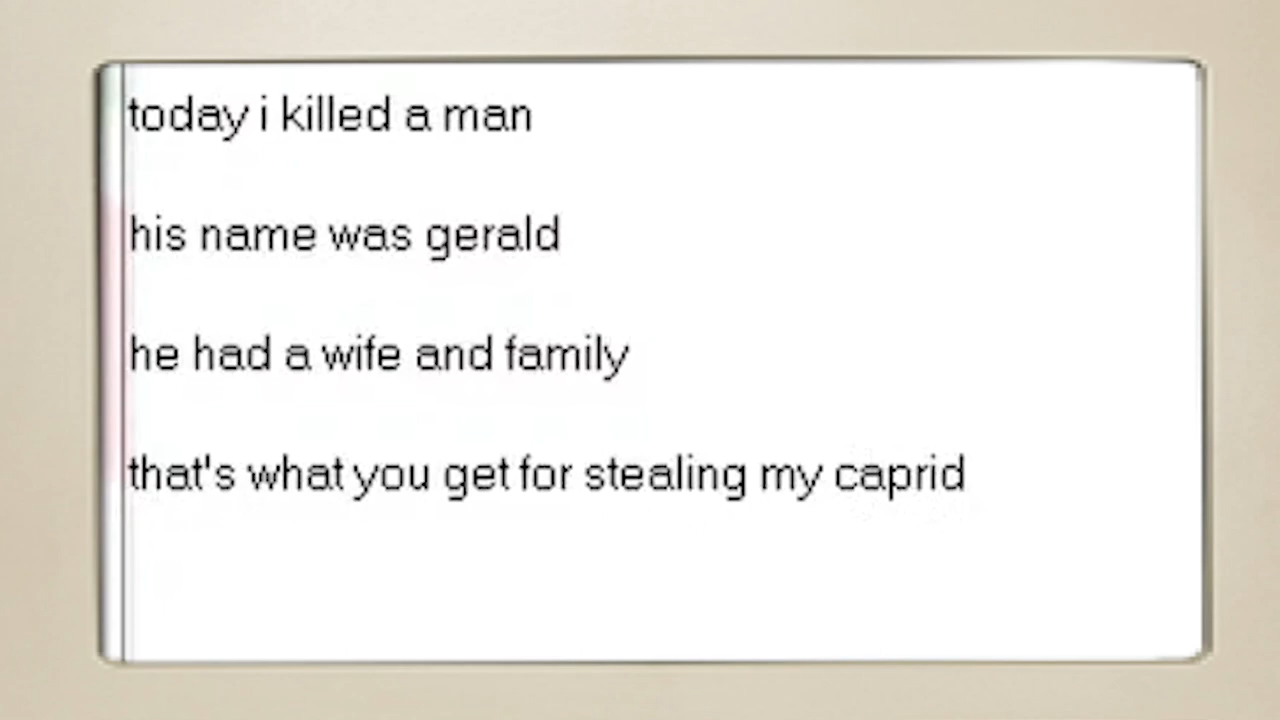 today i killed a man
his name was gerald
he had a wife and family
that's what you get for stealing my caprid